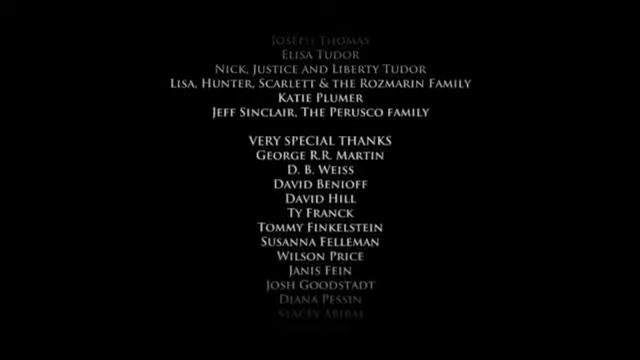 Joseph Thomas
Elisa Tudor
Nick, Justice and Liberty Tudor
Lisa, Hunter, Scarlett & the Rozmarin Family
Katie Plumer
Jeff Sinclair, The Perusco family
VERY SPECIAL THANKS
George R.R. Martin
D. B. Weiss
David Benioff
David Hill
Ty Franck
Tommy Finkelstein
Susanna Felleman
Wilson Price
Janis Fein
Josh Goodstadt
Diana Pessin
Stacey